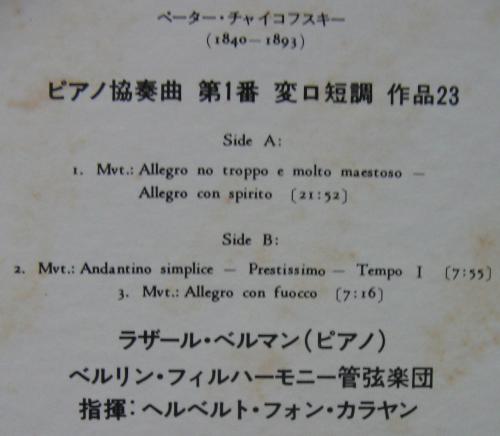 ペーター・チャイコフスキー
(1840—1893)
ピアノ協奏曲 第1番 変ロ短調 作品23
Side A:
1. Mvt.: Allegro no troppo e molto maestoso —
Allegro con spirito [21:52]
Side B:
2. Mvt.: Andantino simplice — Prestissimo — Tempo I [7:55]
3. Mvt.: Allegro con fuocco [7:16]
ラザール・ベルマン(ピアノ)
ベルリン・フィルハーモニー管弦楽団
指揮:ヘルベルト・フォン・カラヤン